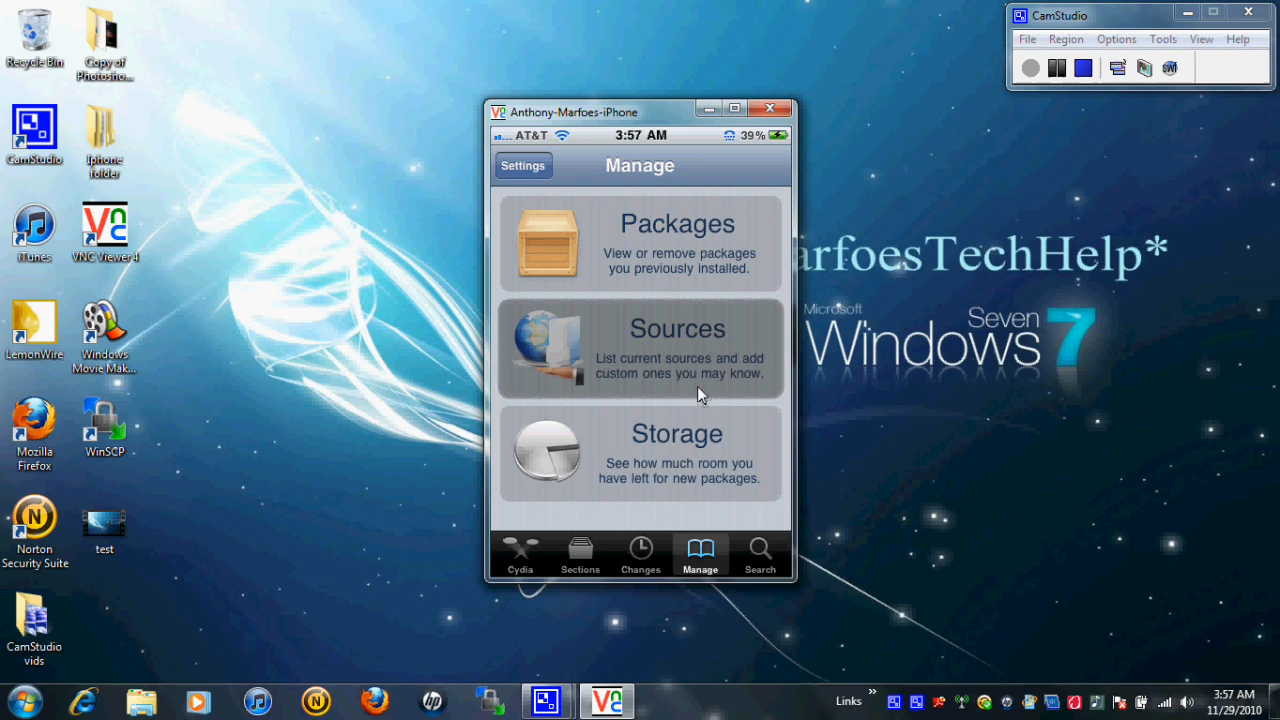 Recycle Bin
Copy of
Photosho...
CamStudio
Iphone
folder
iTunes
VNC Viewer4
LemonWire
Windows
Movie Mak...
Mozilla
Firefox
WinSCP
Norton
Security Suite
test
CamStudio
vids
Anthony-Marfoes-iPhone
AT&T
3:57 AM
39%
Settings
Manage
Packages
View or remove packages
you previously installed.
Sources
List current sources and add
custom ones you may know.
Storage
See how much room you
have left for new packages.
Cydia
Sections
Changes
Manage
Search
CamStudio
File
Region
Options
Tools
View
Help
arfoesTechHelp*
Microsoft
Windows
Seven
7
Links
3:57 AM
11/29/2010